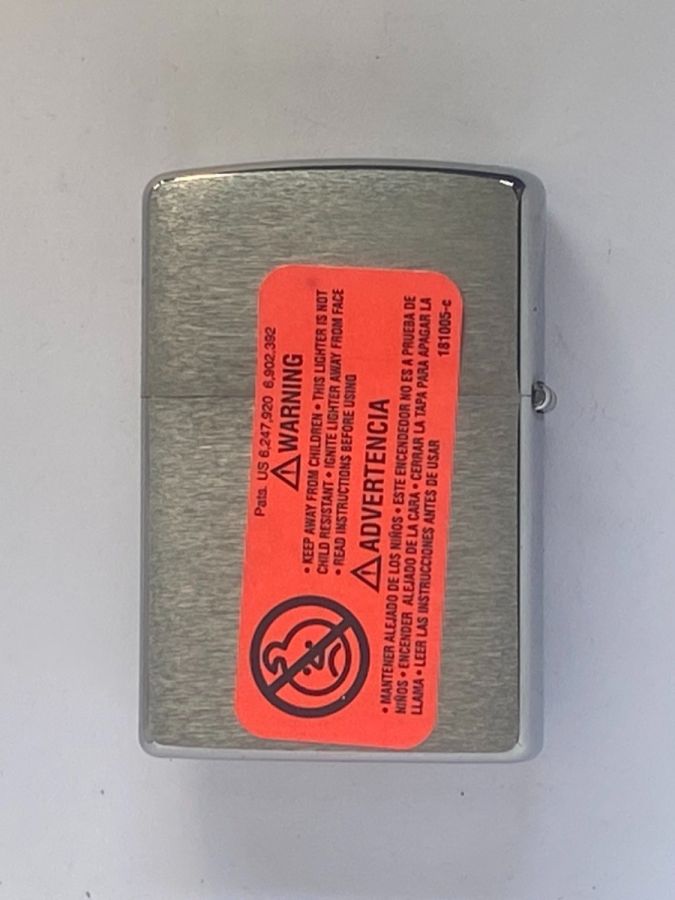 Pats. US 6,247,920 6,902,392
⚠WARNING
• KEEP AWAY FROM CHILDREN • THIS LIGHTER IS NOT
CHILD RESISTANT • IGNITE LIGHTER AWAY FROM FACE
• READ INSTRUCTIONS BEFORE USING
⚠ADVERTENCIA
• MANTENER ALEJADO DE LOS NIÑOS • ESTE ENCENDEDOR NO ES A PRUEBA DE
NIÑOS • ENCENDER ALEJADO DE LA CARA • CERRAR LA TAPA PARA APAGAR LA
LLAMA • LEER LAS INSTRUCCIONES ANTES DE USAR
181005-c